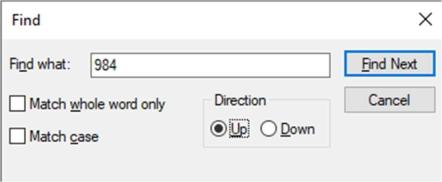 Find
Find what: 984 Find Next
Match whole word only Direction Cancel
Match case Up Down